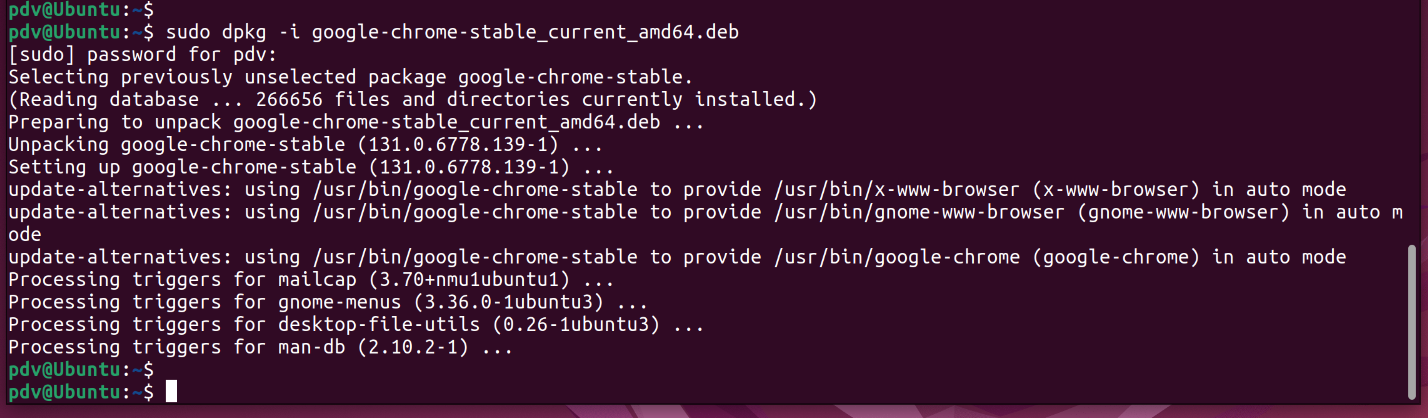 pdv@Ubuntu:~$
pdv@Ubuntu:~$ sudo dpkg -i google-chrome-stable_current_amd64.deb
[sudo] password for pdv:
Selecting previously unselected package google-chrome-stable.
(Reading database ... 266656 files and directories currently installed.)
Preparing to unpack google-chrome-stable_current_amd64.deb ...
Unpacking google-chrome-stable (131.0.6778.139-1) ...
Setting up google-chrome-stable (131.0.6778.139-1) ...
update-alternatives: using /usr/bin/google-chrome-stable to provide /usr/bin/x-www-browser (x-www-browser) in auto mode
update-alternatives: using /usr/bin/google-chrome-stable to provide /usr/bin/gnome-www-browser (gnome-www-browser) in auto m
ode
update-alternatives: using /usr/bin/google-chrome-stable to provide /usr/bin/google-chrome (google-chrome) in auto mode
Processing triggers for mailcap (3.70+nmu1ubuntu1) ...
Processing triggers for gnome-menus (3.36.0-1ubuntu3) ...
Processing triggers for desktop-file-utils (0.26-1ubuntu3) ...
Processing triggers for man-db (2.10.2-1) ...
pdv@Ubuntu:~$
pdv@Ubuntu:~$